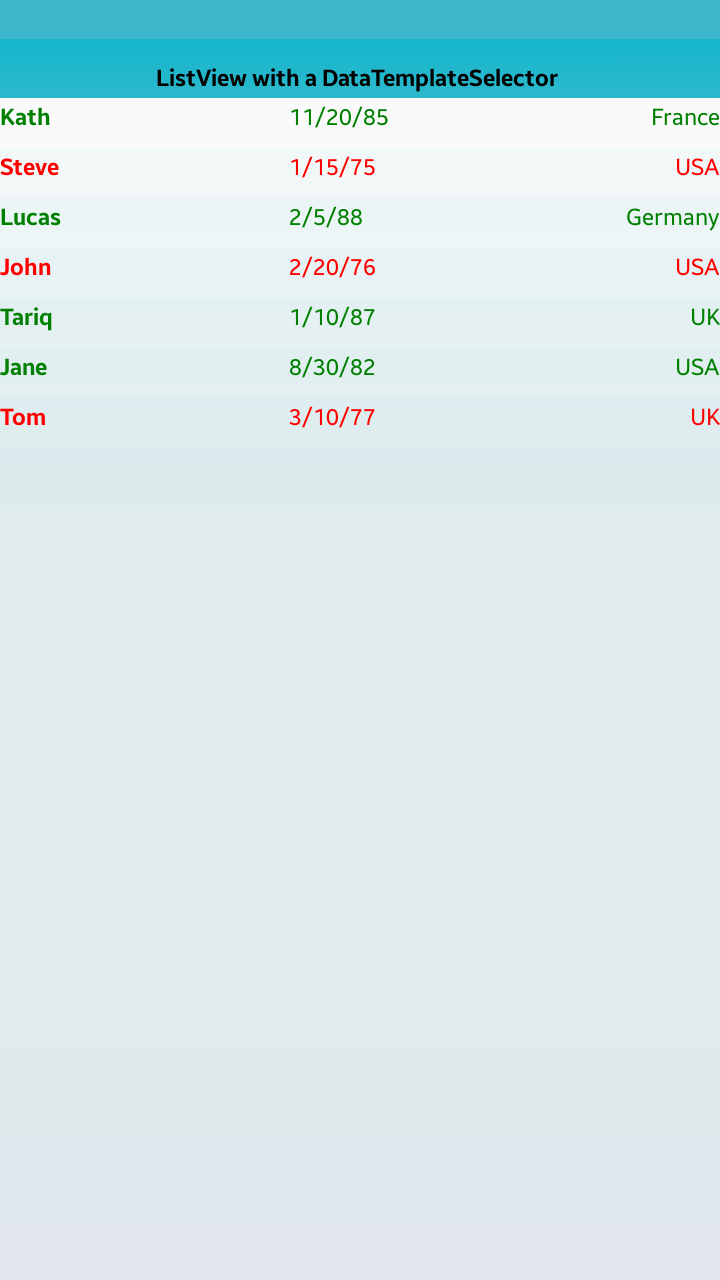 ListView with a DataTemplateSelector
Kath 11/20/85 France
Steve 1/15/75 USA
Lucas 2/5/88 Germany
John 2/20/76 USA
Tariq 1/10/87 UK
Jane 8/30/82 USA
Tom 3/10/77 UK